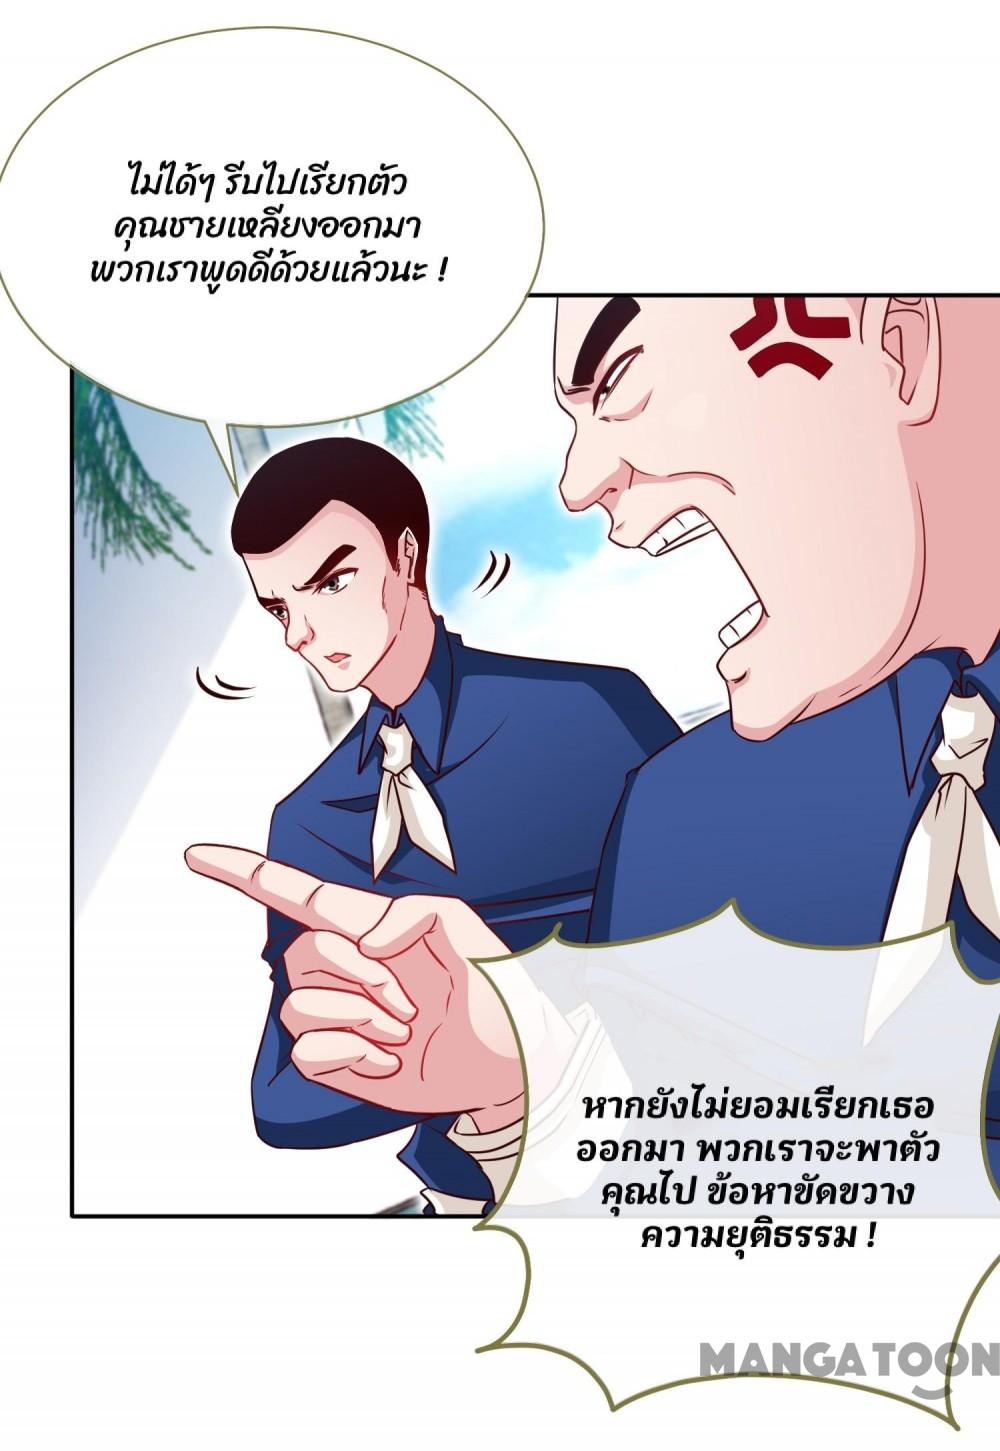 ไม่ได้ๆ รีบไปเรียกตัว
คุณชายเหลียงออกมา
พวกเราพูดดีด้วยแล้วนะ !
หากยังไม่ยอมเรียกเธอ
ออกมา พวกเราจะพาตัว
คุณไป ข้อหาขัดขวาง
ความยุติธรรม !
MANGATOON